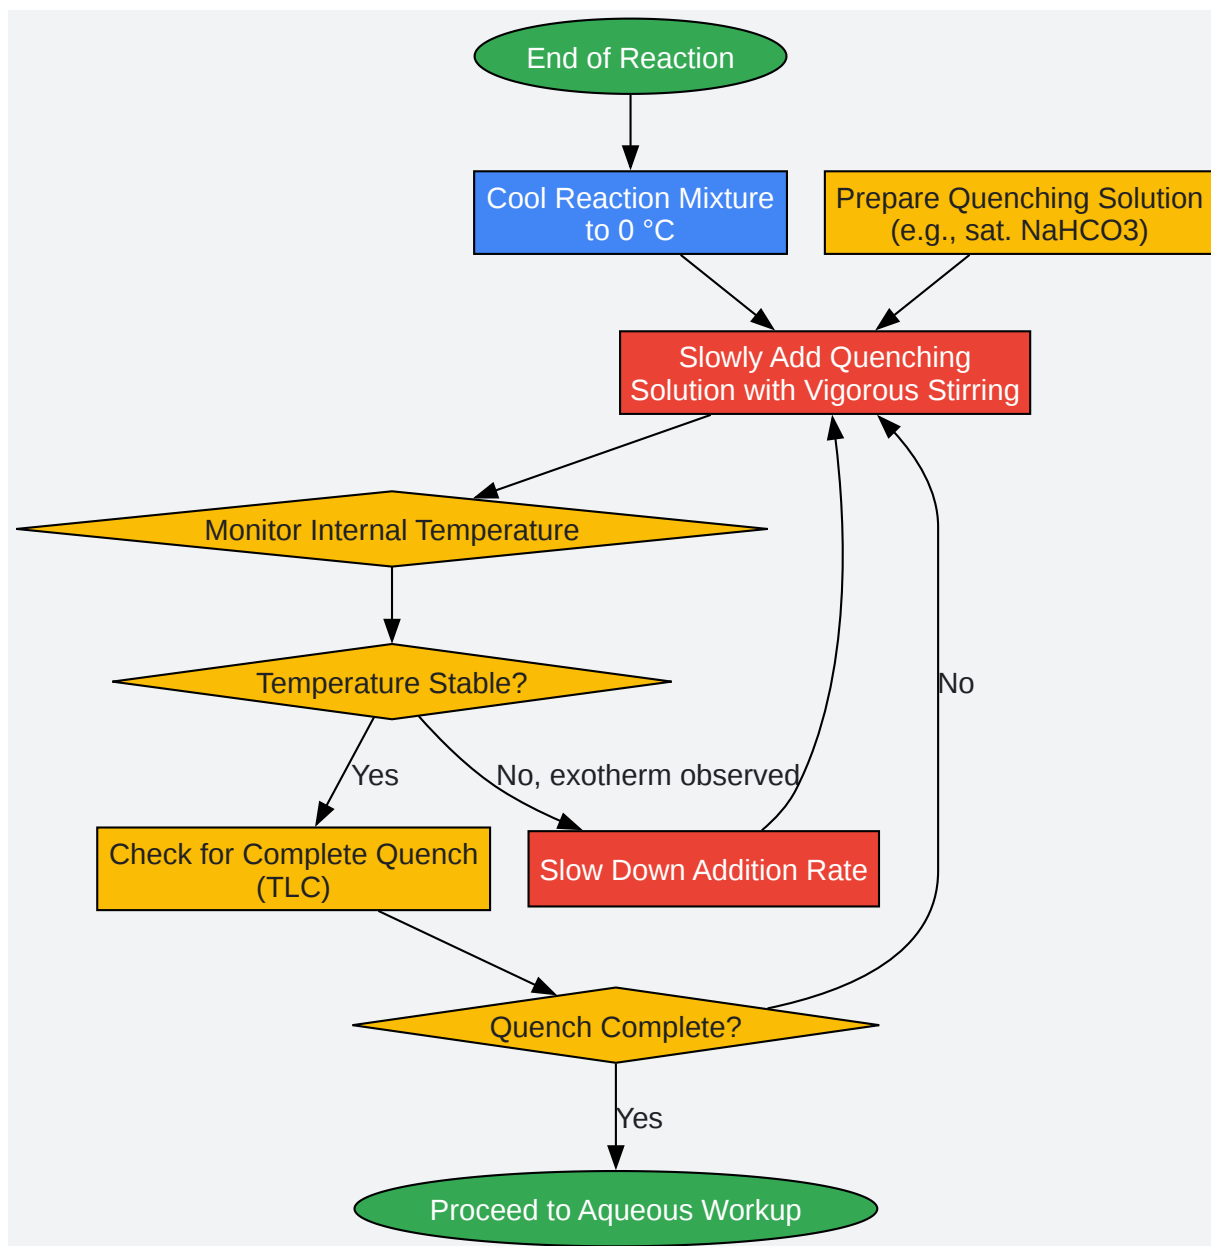 End of Reaction
Cool Reaction Mixture
to 0 °C
Prepare Quenching Solution
(e.g., sat. NaHCO3)
Slowly Add Quenching
Solution with Vigorous Stirring
Monitor Internal Temperature
Temperature Stable?
No
Yes
No, exotherm observed
Check for Complete Quench
(TLC)
Slow Down Addition Rate
Quench Complete?
Yes
Proceed to Aqueous Workup